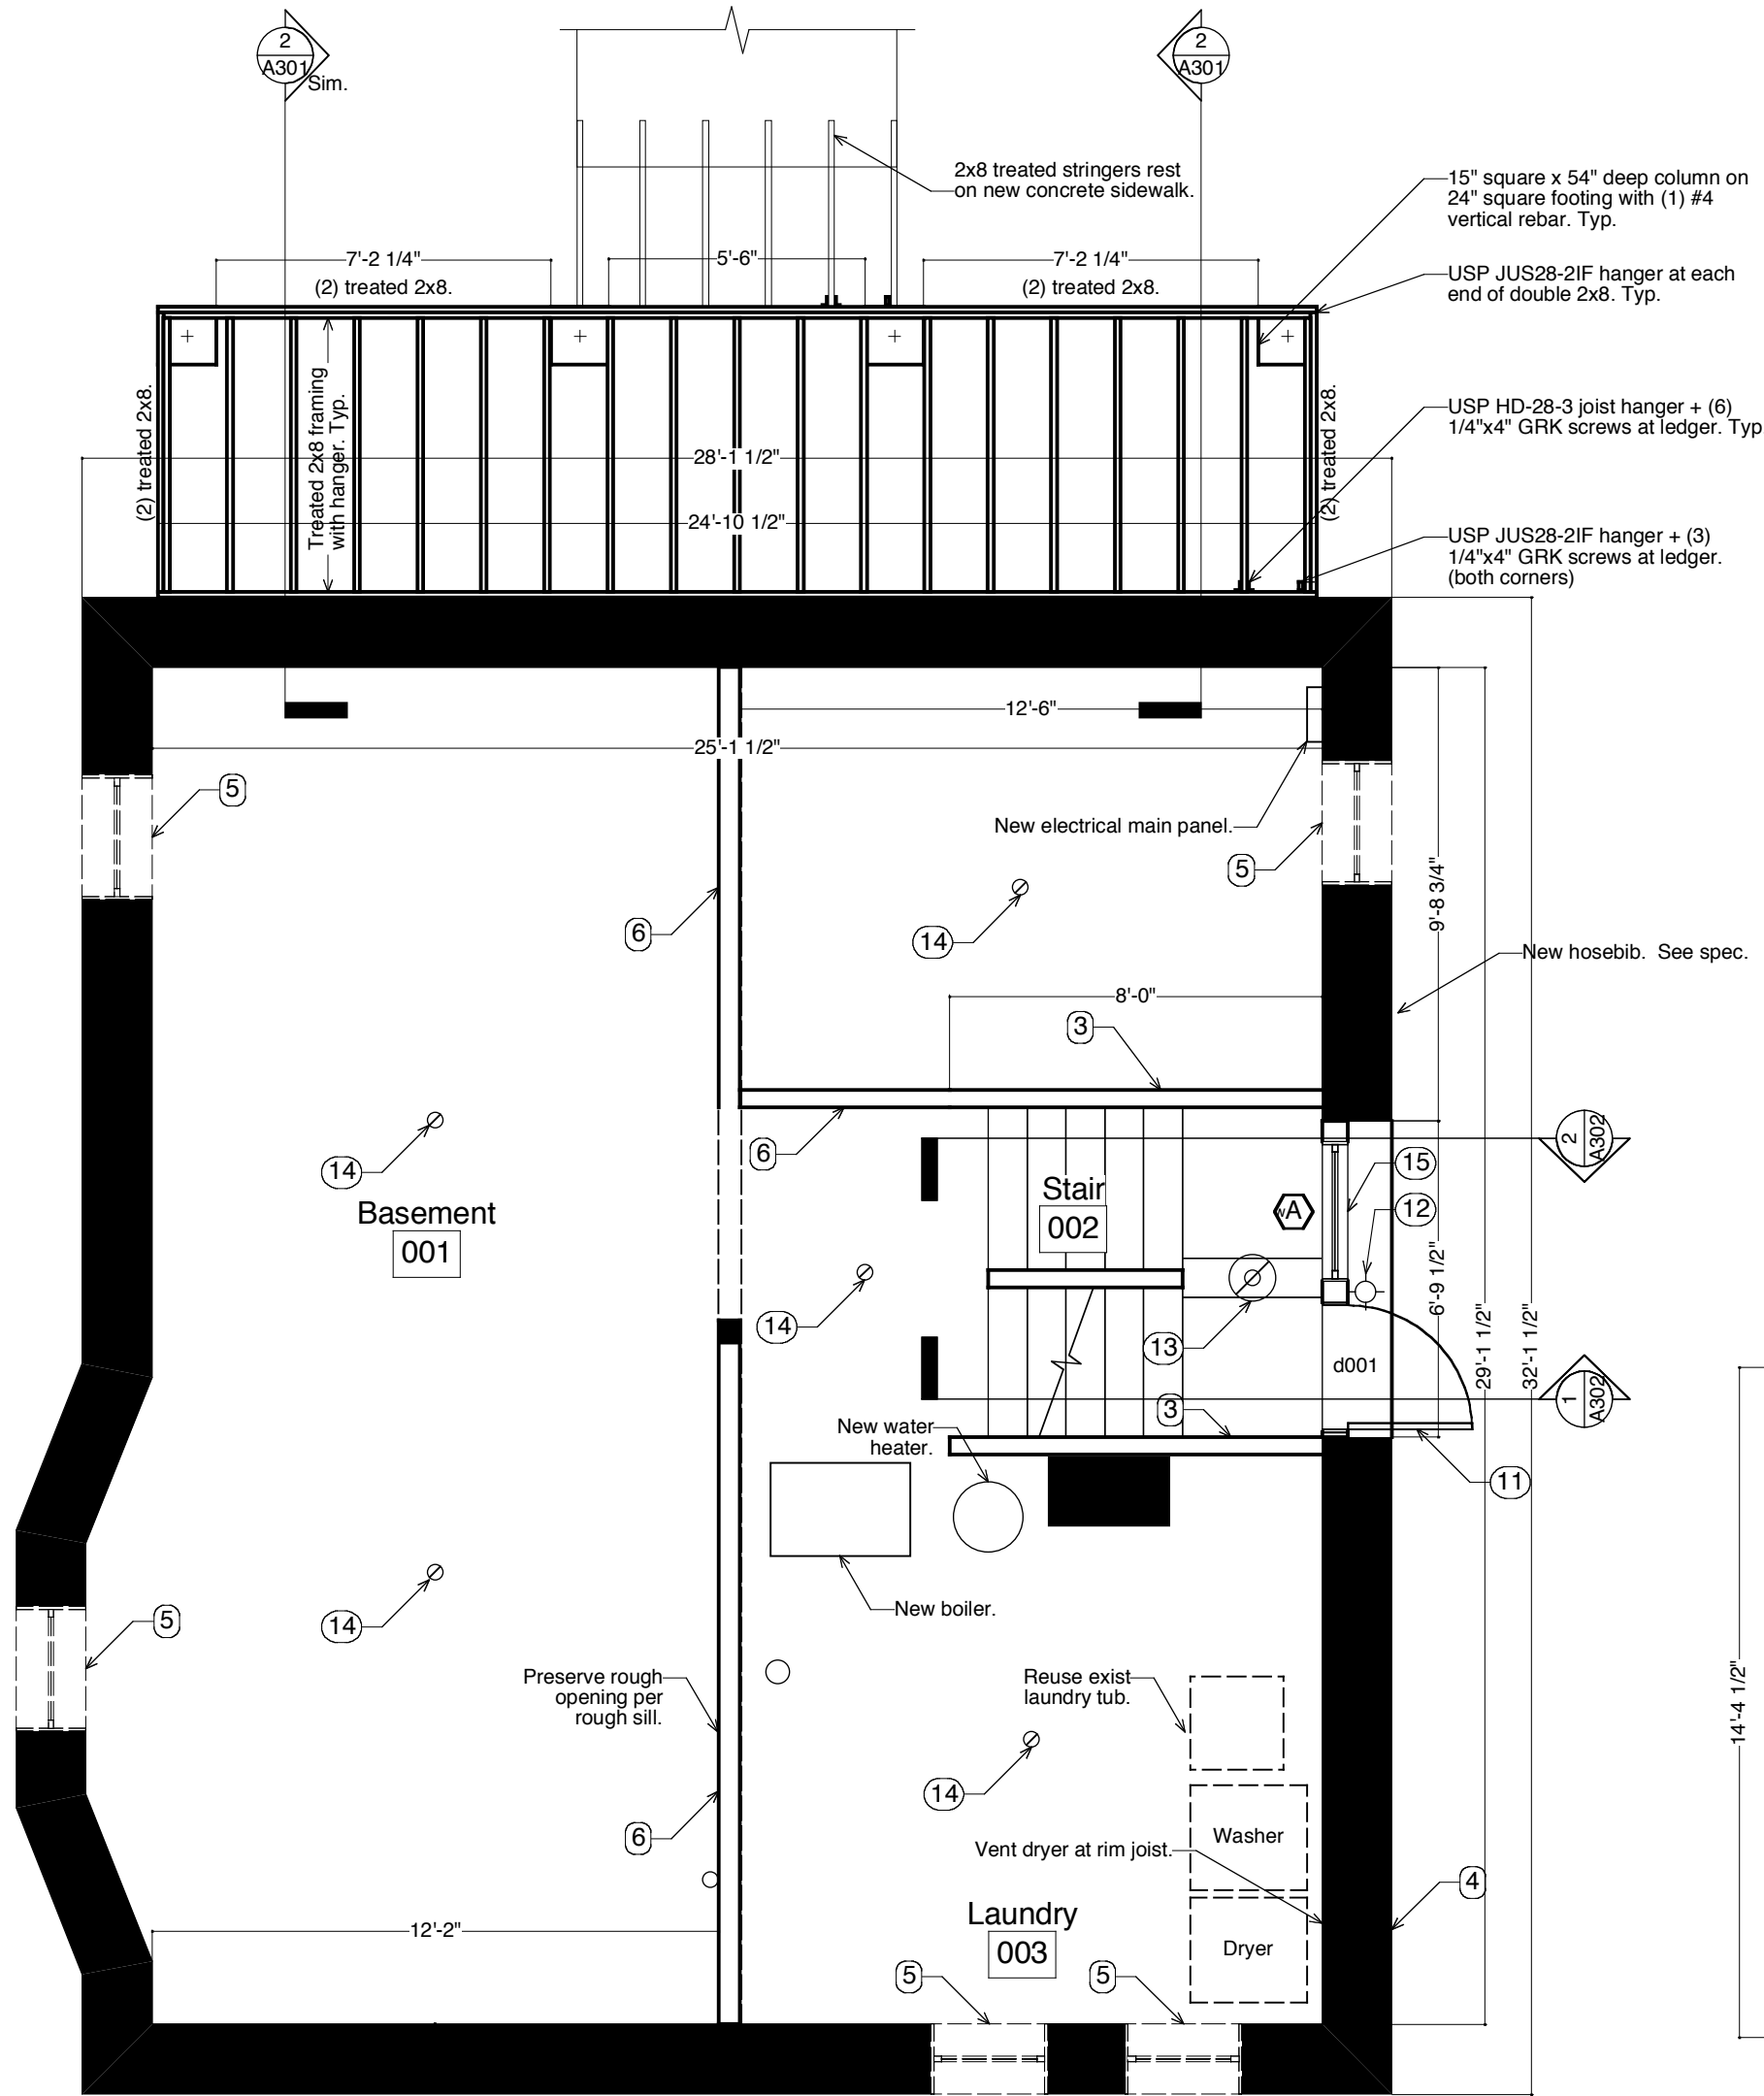 2
A301
Sim.
2
A301
2x8 treated stringers rest
on new concrete sidewalk.
15" square x 54" deep column on
24" square footing with (1) #4
vertical rebar. Typ.
7'-2 1/4"
(2) treated 2x8.
5'-6"
7'-2 1/4"
(2) treated 2x8.
USP JUS28-2IF hanger at each
end of double 2x8. Typ.
(2) treated 2x8.
Treated 2x8 framing
with hanger. Typ.
(2) treated 2x8.
USP HD-28-3 joist hanger + (6)
1/4"x4" GRK screws at ledger. Typ
28'-1 1/2"
24'-10 1/2"
USP JUS28-2IF hanger + (3)
1/4"x4" GRK screws at ledger.
(both corners)
12'-6"
25'-1 1/2"
5
New electrical main panel.
5
9'-8 3/4"
6
14
New hosebib. See spec.
8'-0"
3
6
14
Basement
001
Stair
002
wA
15
12
2
A302
6'-9 1/2"
29'-1 1/2"
32'-1 1/2"
14
13
d001
1
A302
3
New water
heater.
11
New boiler.
14
5
Preserve rough
opening per
rough sill.
Reuse exist
laundry tub.
14'-4 1/2"
14
6
Washer
Vent dryer at rim joist.
4
12'-2"
Laundry
003
Dryer
5
5